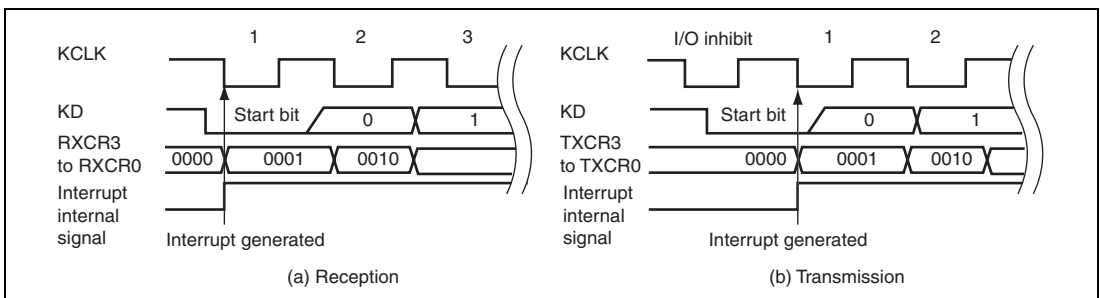 1 2 3
KCLK
KD Start bit 0 1
RXCR3
to RXCR0 0000 0001 0010
Interrupt
internal
signal
Interrupt generated
(a) Reception
I/O inhibit 1 2
KCLK
KD Start bit 0 1
TXCR3
to TXCR0 0000 0001 0010
Interrupt
internal
signal
Interrupt generated
(b) Transmission